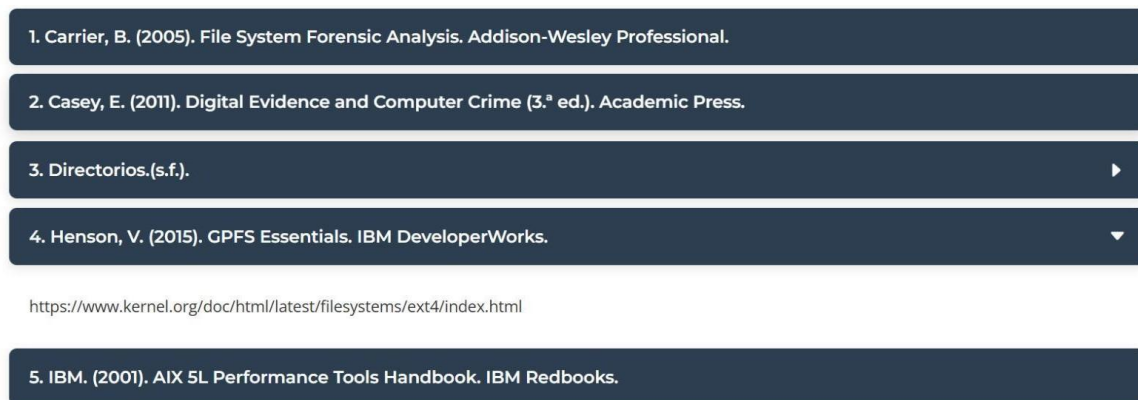 1. Carrier, B. (2005). File System Forensic Analysis. Addison-Wesley Professional.
2. Casey, E. (2011). Digital Evidence and Computer Crime (3.ª ed.). Academic Press.
3. Directorios.(s.f.).
4. Henson, V. (2015). GPFS Essentials. IBM DeveloperWorks.
https://www.kernel.org/doc/html/latest/filesystems/ext4/index.html
5. IBM. (2001). AIX 5L Performance Tools Handbook. IBM Redbooks.